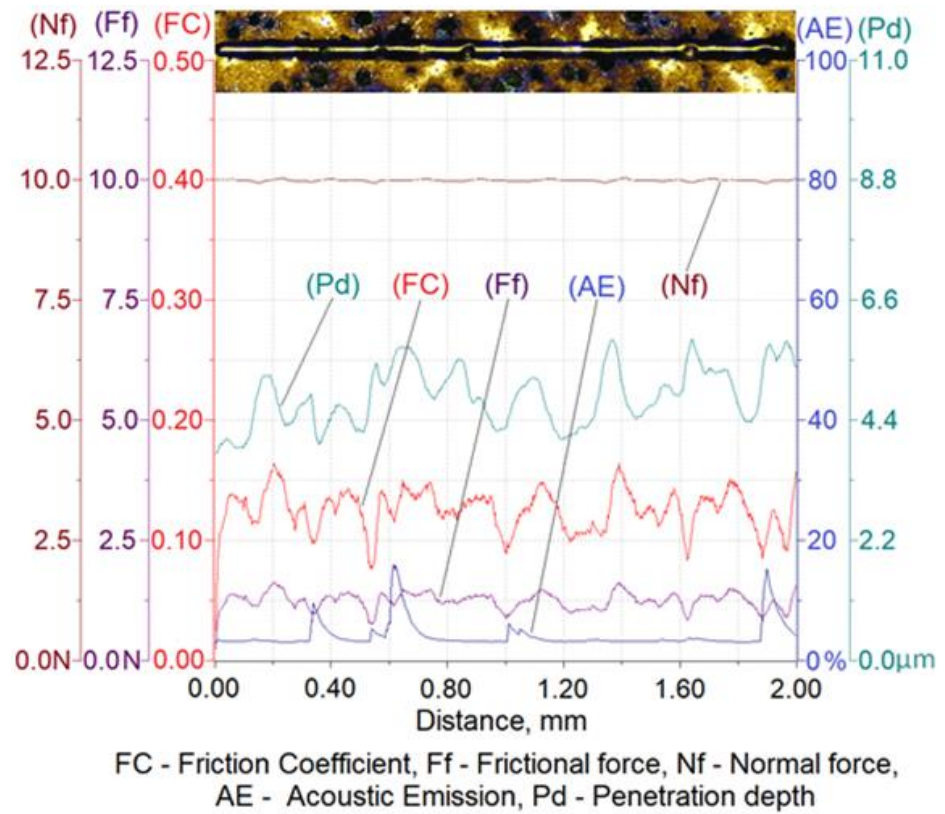 (Nf) (Ff) (FC) (AE) (Pd)
12.5 12.5 0.50 100 11.0
10.0 10.0 0.40 80 8.8
(Pd) (FC) (Ff) (AE) (Nf)
7.5 7.5 0.30 60 6.6
5.0 5.0 0.20 40 4.4
2.5 2.5 0.10 20 2.2
0.0N 0.0N 0.00 0% 0.0µm
0.00 0.40 0.80 1.20 1.60 2.00
Distance, mm
FC - Friction Coefficient, Ff - Frictional force, Nf - Normal force,
AE - Acoustic Emission, Pd - Penetration depth